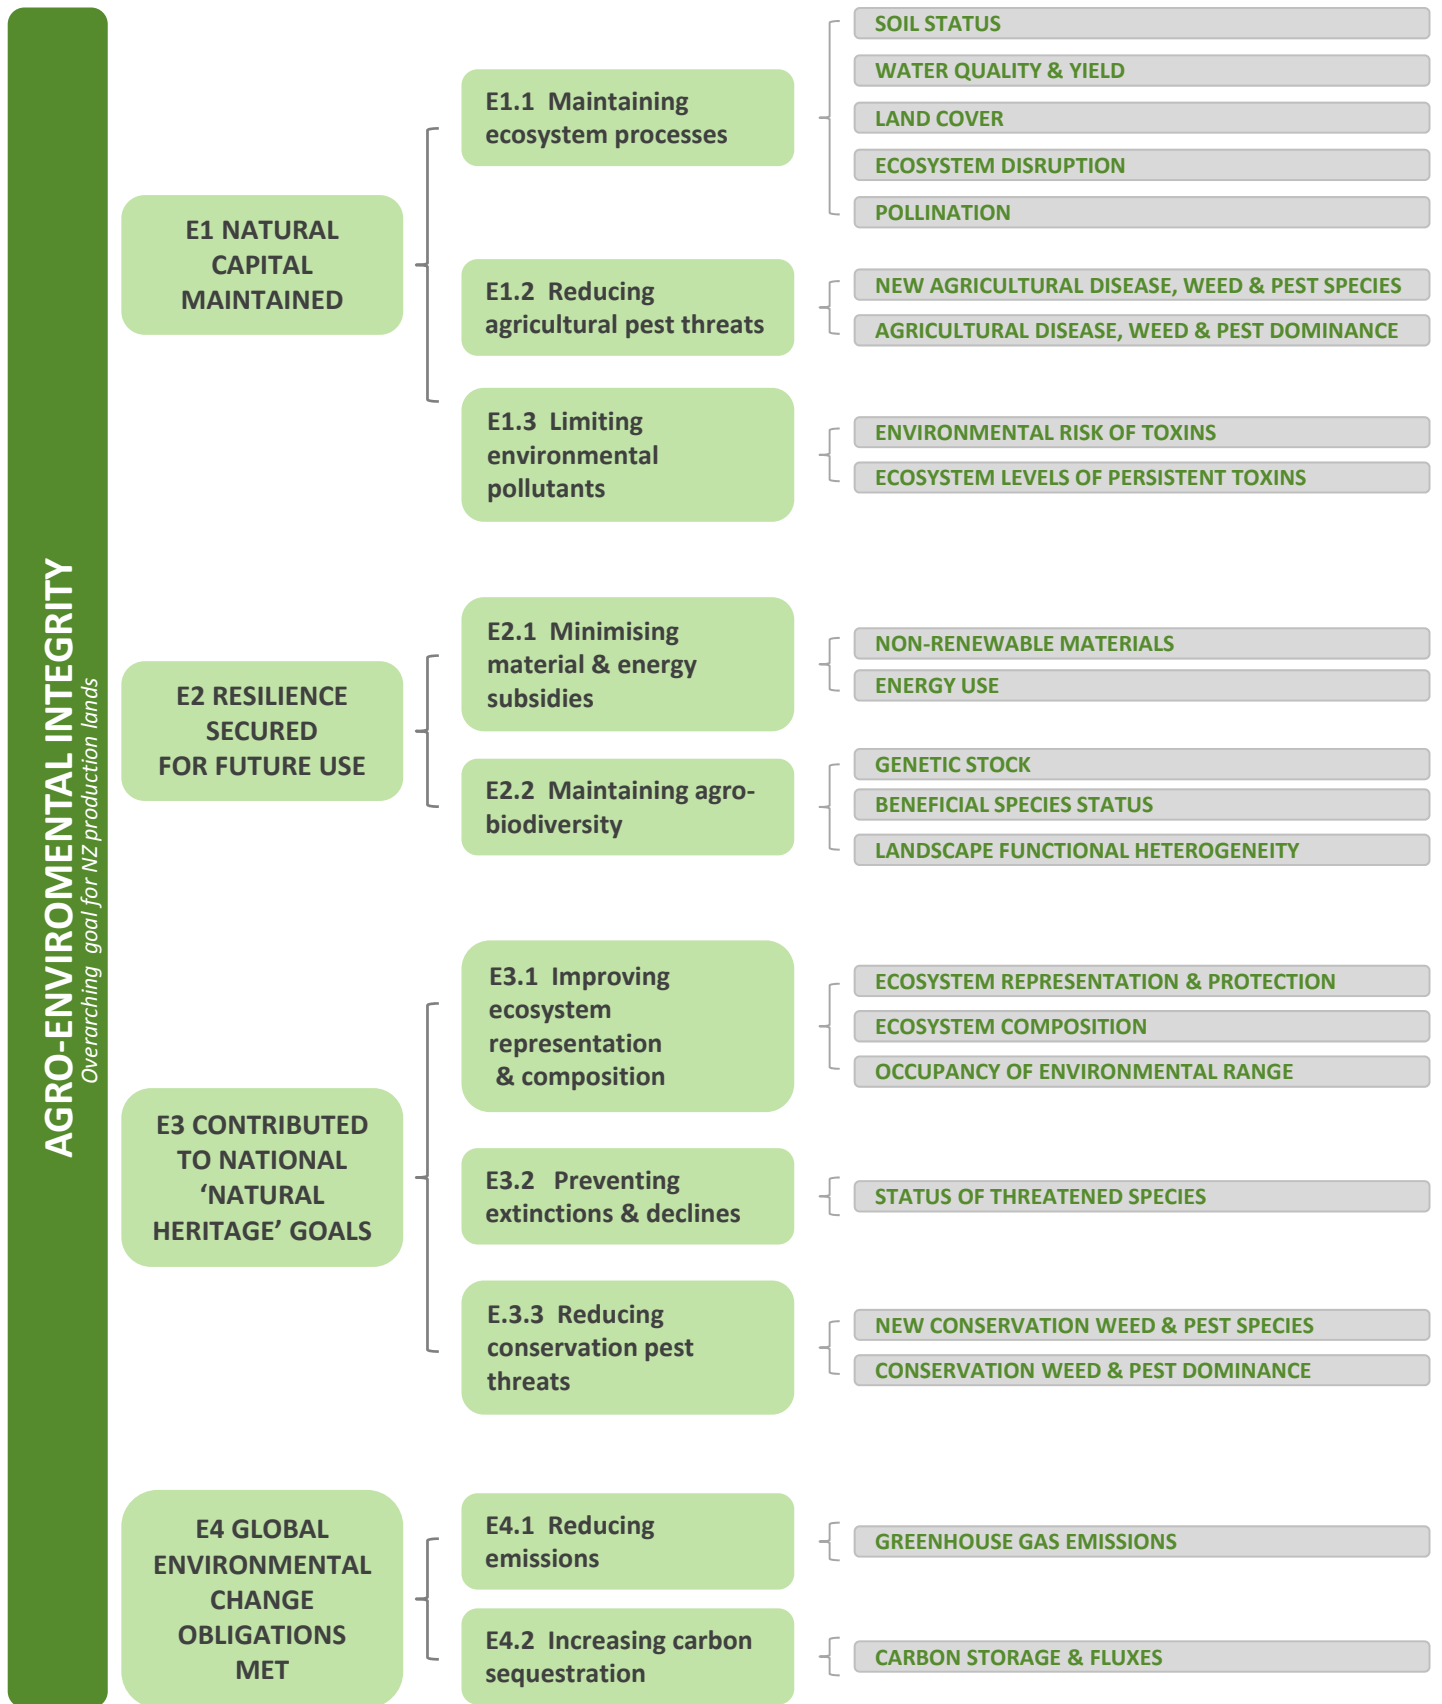 AGRO-ENVIROMENTAL INTEGRITY
Overarching goal for NZ production lands
E1 NATURAL
CAPITAL
MAINTAINED
E1.1 Maintaining
ecosystem processes
SOIL STATUS
WATER QUALITY & YIELD
LAND COVER
ECOSYSTEM DISRUPTION
POLLINATION
E1.2 Reducing
agricultural pest threats
NEW AGRICULTURAL DISEASE, WEED & PEST SPECIES
AGRICULTURAL DISEASE, WEED & PEST DOMINANCE
E1.3 Limiting
environmental
pollutants
ENVIRONMENTAL RISK OF TOXINS
ECOSYSTEM LEVELS OF PERSISTENT TOXINS
E2 RESILIENCE
SECURED
FOR FUTURE USE
E2.1 Minimising
material & energy
subsidies
NON-RENEWABLE MATERIALS
ENERGY USE
E2.2 Maintaining agro-
biodiversity
GENETIC STOCK
BENEFICIAL SPECIES STATUS
LANDSCAPE FUNCTIONAL HETEROGENEITY
E3 CONTRIBUTED
TO NATIONAL
‘NATURAL
HERITAGE’ GOALS
E3.1 Improving
ecosystem
representation
& composition
ECOSYSTEM REPRESENTATION & PROTECTION
ECOSYSTEM COMPOSITION
OCCUPANCY OF ENVIRONMENTAL RANGE
E3.2 Preventing
extinctions & declines
STATUS OF THREATENED SPECIES
E.3.3 Reducing
conservation pest
threats
NEW CONSERVATION WEED & PEST SPECIES
CONSERVATION WEED & PEST DOMINANCE
E4 GLOBAL
ENVIRONMENTAL
CHANGE
OBLIGATIONS
MET
E4.1 Reducing
emissions
GREENHOUSE GAS EMISSIONS
E4.2 Increasing carbon
sequestration
CARBON STORAGE & FLUXES